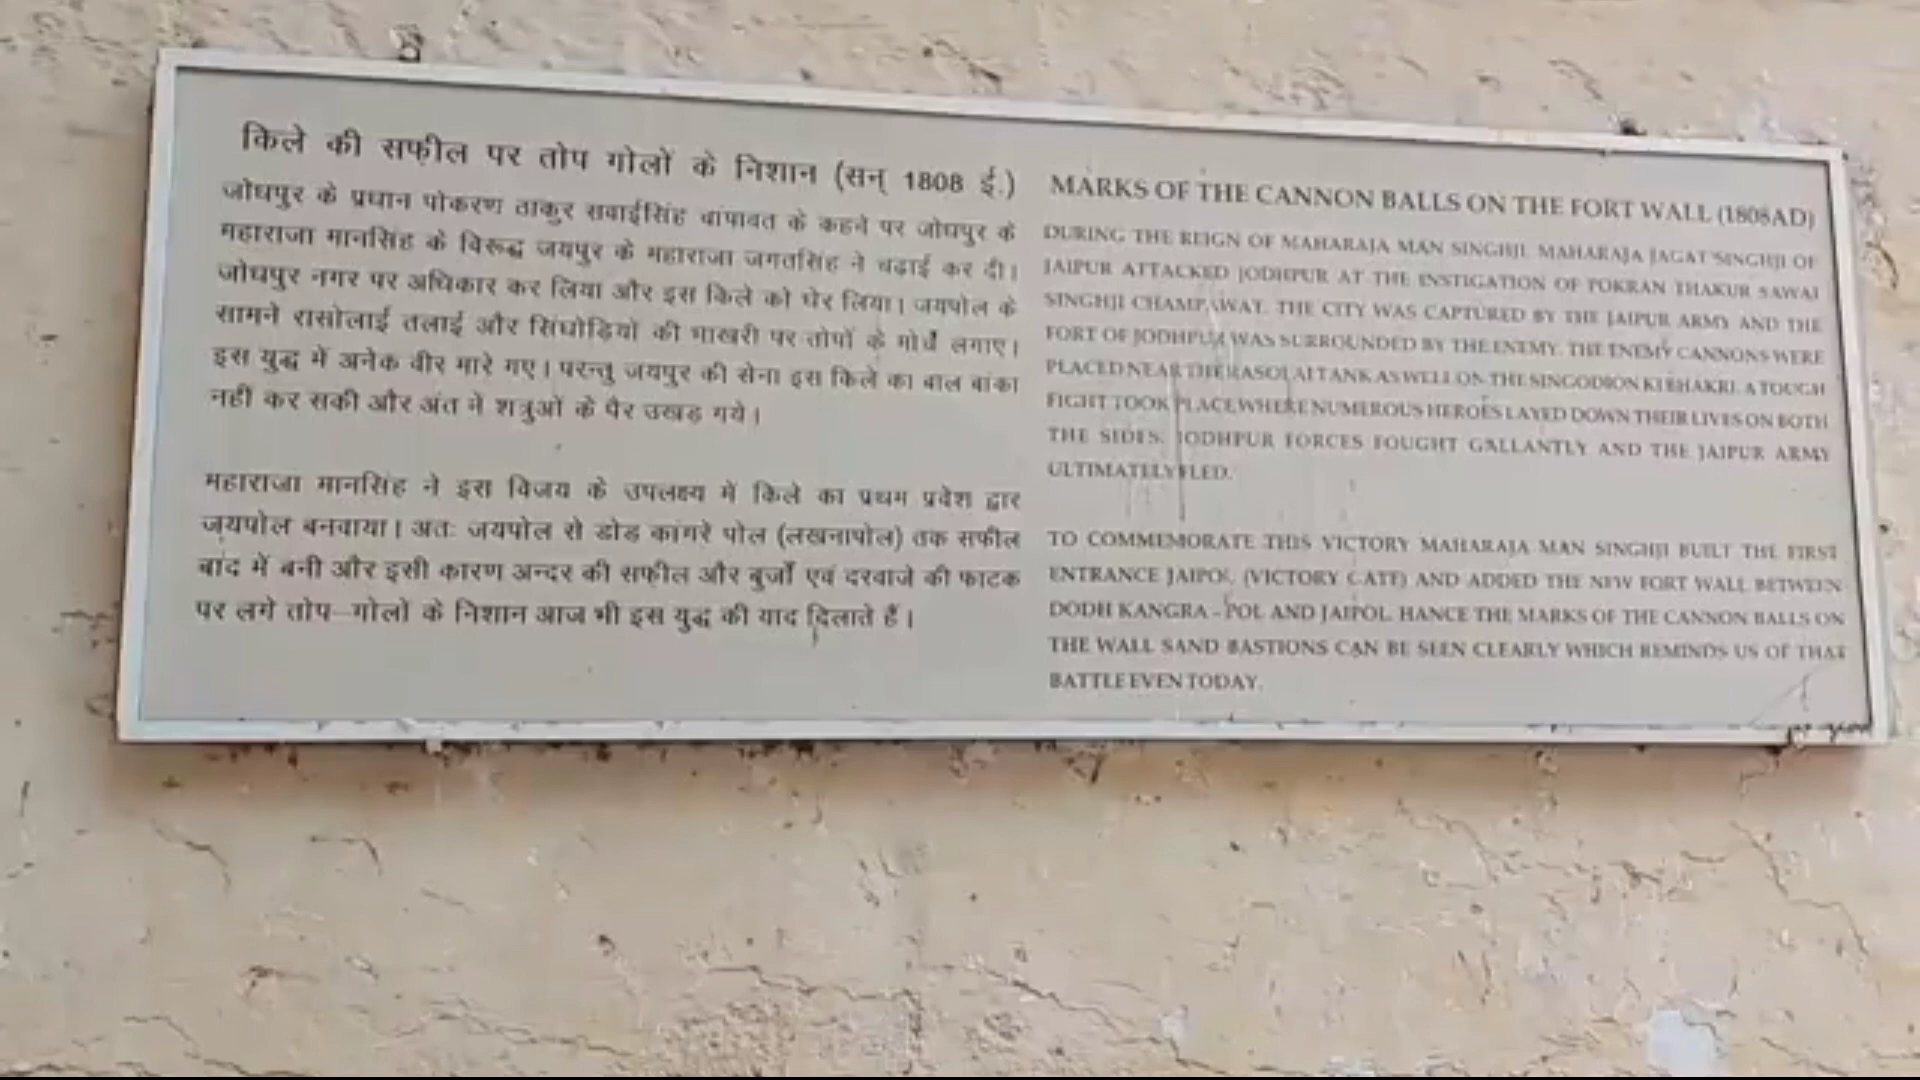 किले की सफ़ील पर तोप गोलों के निशान (सन् 1808 ई.)
जोधपुर के प्रधान पोकरण ठाकुर सवाईसिंह चांपावत के कहने पर जोधपुर के
महाराजा मानसिंह के विरूद्ध जयपुर के महाराजा जगतसिंह ने चढ़ाई कर दी।
जोधपुर नगर पर अधिकार कर लिया और इस किले को घेर लिया। जयपोल के
सामने रासोलाई तलाई और सिंघोड़ियों की भाखरी पर तोपों के मोर्चे लगाए।
इस युद्ध में अनेक वीर मारे गए। परन्तु जयपुर की सेना इस किले का बाल बांका
नहीं कर सकी और अंत में शत्रुओं के पैर उखड़ गये।
महाराजा मानसिंह ने इस विजय के उपलक्ष्य में किले का प्रथम प्रवेश द्वार
जयपोल बनवाया। अतः जयपोल से डोड कांगरे पोल (लखनापोल) तक सफील
बाद में बनी और इसी कारण अन्दर की सफ़ील और बुर्जो एवं दरवाजे की फाटक
पर लगे तोप-गोलों के निशान आज भी इस युद्ध की याद दिलाते हैं।
MARKS OF THE CANNON BALLS ON THE FORT WALL (1808AD)
DURING THE REIGN OF MAHARAJA MAN SINGHJI, MAHARAJA JAGAT SINGHJI OF
JAIPUR ATTACKED JODHPUR AT THE INSTIGATION OF POKRAN THAKUR SAWAI
SINGHJI CHAMPAWAT. THE CITY WAS CAPTURED BY THE JAIPUR ARMY AND THE
FORT OF JODHPUR WAS SURROUNDED BY THE ENEMY. THE ENEMY CANNONS WERE
PLACED NEAR THE RASOLAI TANK AS WELL ON THE SINGODION KI BHAKRI. A TOUGH
FIGHT TOOK PLACE WHERE NUMEROUS HEROES LAYED DOWN THEIR LIVES ON BOTH
THE SIDES. JODHPUR FORCES FOUGHT GALLANTLY AND THE JAIPUR ARMY
ULTIMATELY FLED.
TO COMMEMORATE THIS VICTORY MAHARAJA MAN SINGHJI BUILT THE FIRST
ENTRANCE JAIPOL (VICTORY GATE) AND ADDED THE NEW FORT WALL BETWEEN
DODH KANGRA - POL AND JAIPOL. HANCE THE MARKS OF THE CANNON BALLS ON
THE WALL SAND BASTIONS CAN BE SEEN CLEARLY WHICH REMINDS US OF THAT
BATTLE EVEN TODAY.